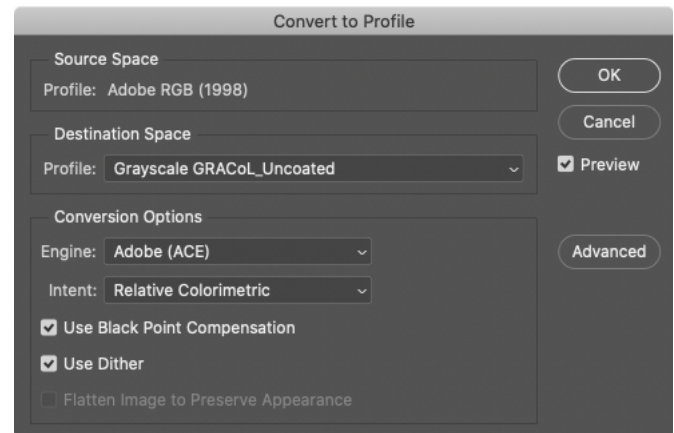 Convert to Profile
Source Space
Profile: Adobe RGB (1998)
OK
Cancel
Destination Space
Profile: Grayscale GRACoL_Uncoated
Preview
Conversion Options
Engine: Adobe (ACE)
Advanced
Intent: Relative Colorimetric
Use Black Point Compensation
Use Dither
Flatten Image to Preserve Appearance